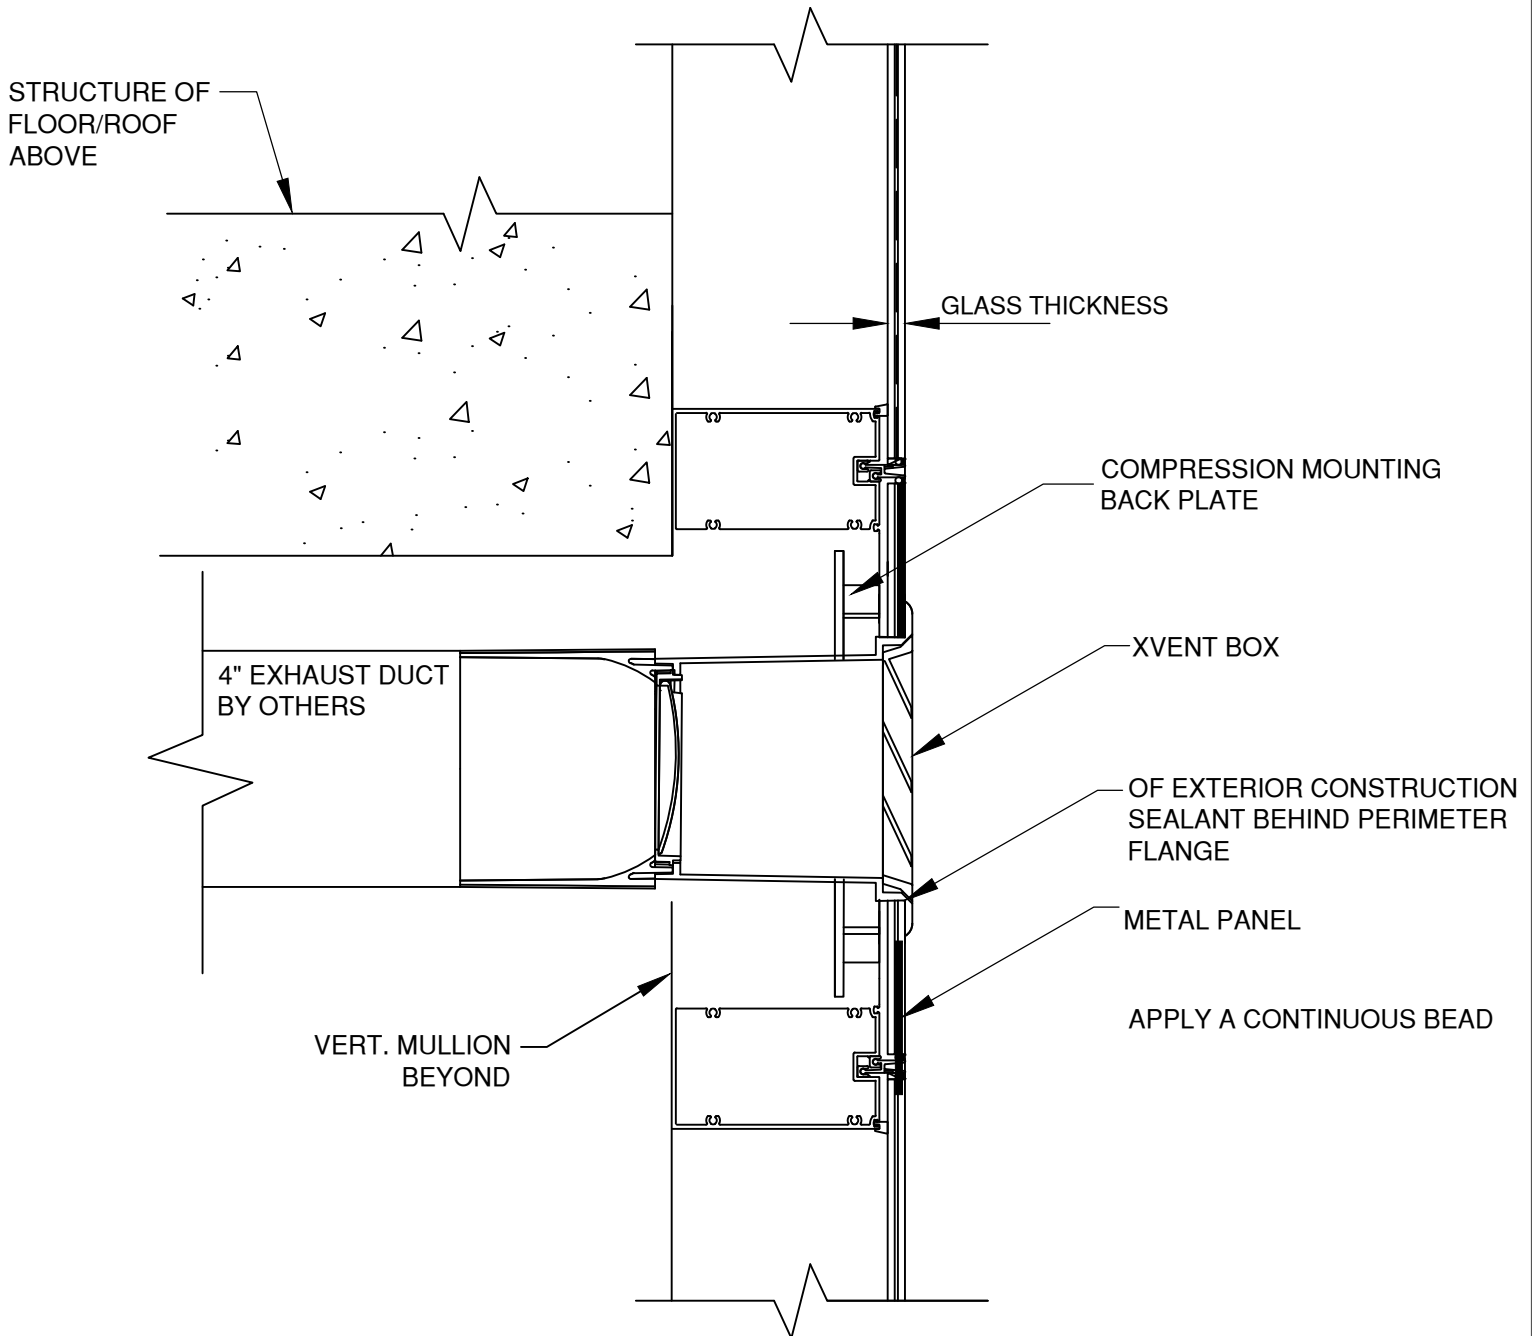 STRUCTURE OF
FLOOR/ROOF
ABOVE
GLASS THICKNESS
COMPRESSION MOUNTING
BACK PLATE
XVENT BOX
4" EXHAUST DUCT
BY OTHERS
OF EXTERIOR CONSTRUCTION
SEALANT BEHIND PERIMETER
FLANGE
METAL PANEL
APPLY A CONTINUOUS BEAD
VERT. MULLION
BEYOND